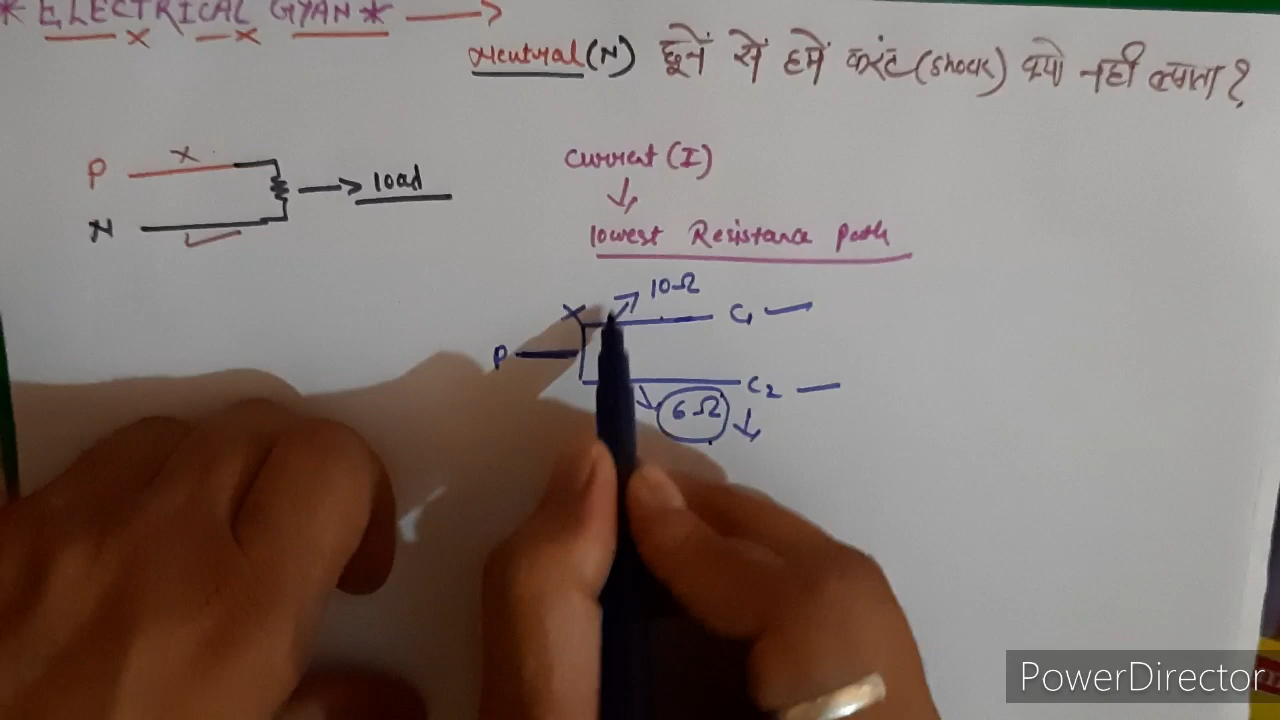 * ELECTRICAL GYAN *
Neutral (N) छूनें सें हमें करंट (shock) क्यो नही लगता?
P
N
load
current (I)
lowest Resistance path
10Ω
C1
P
C2
6Ω
PowerDirector